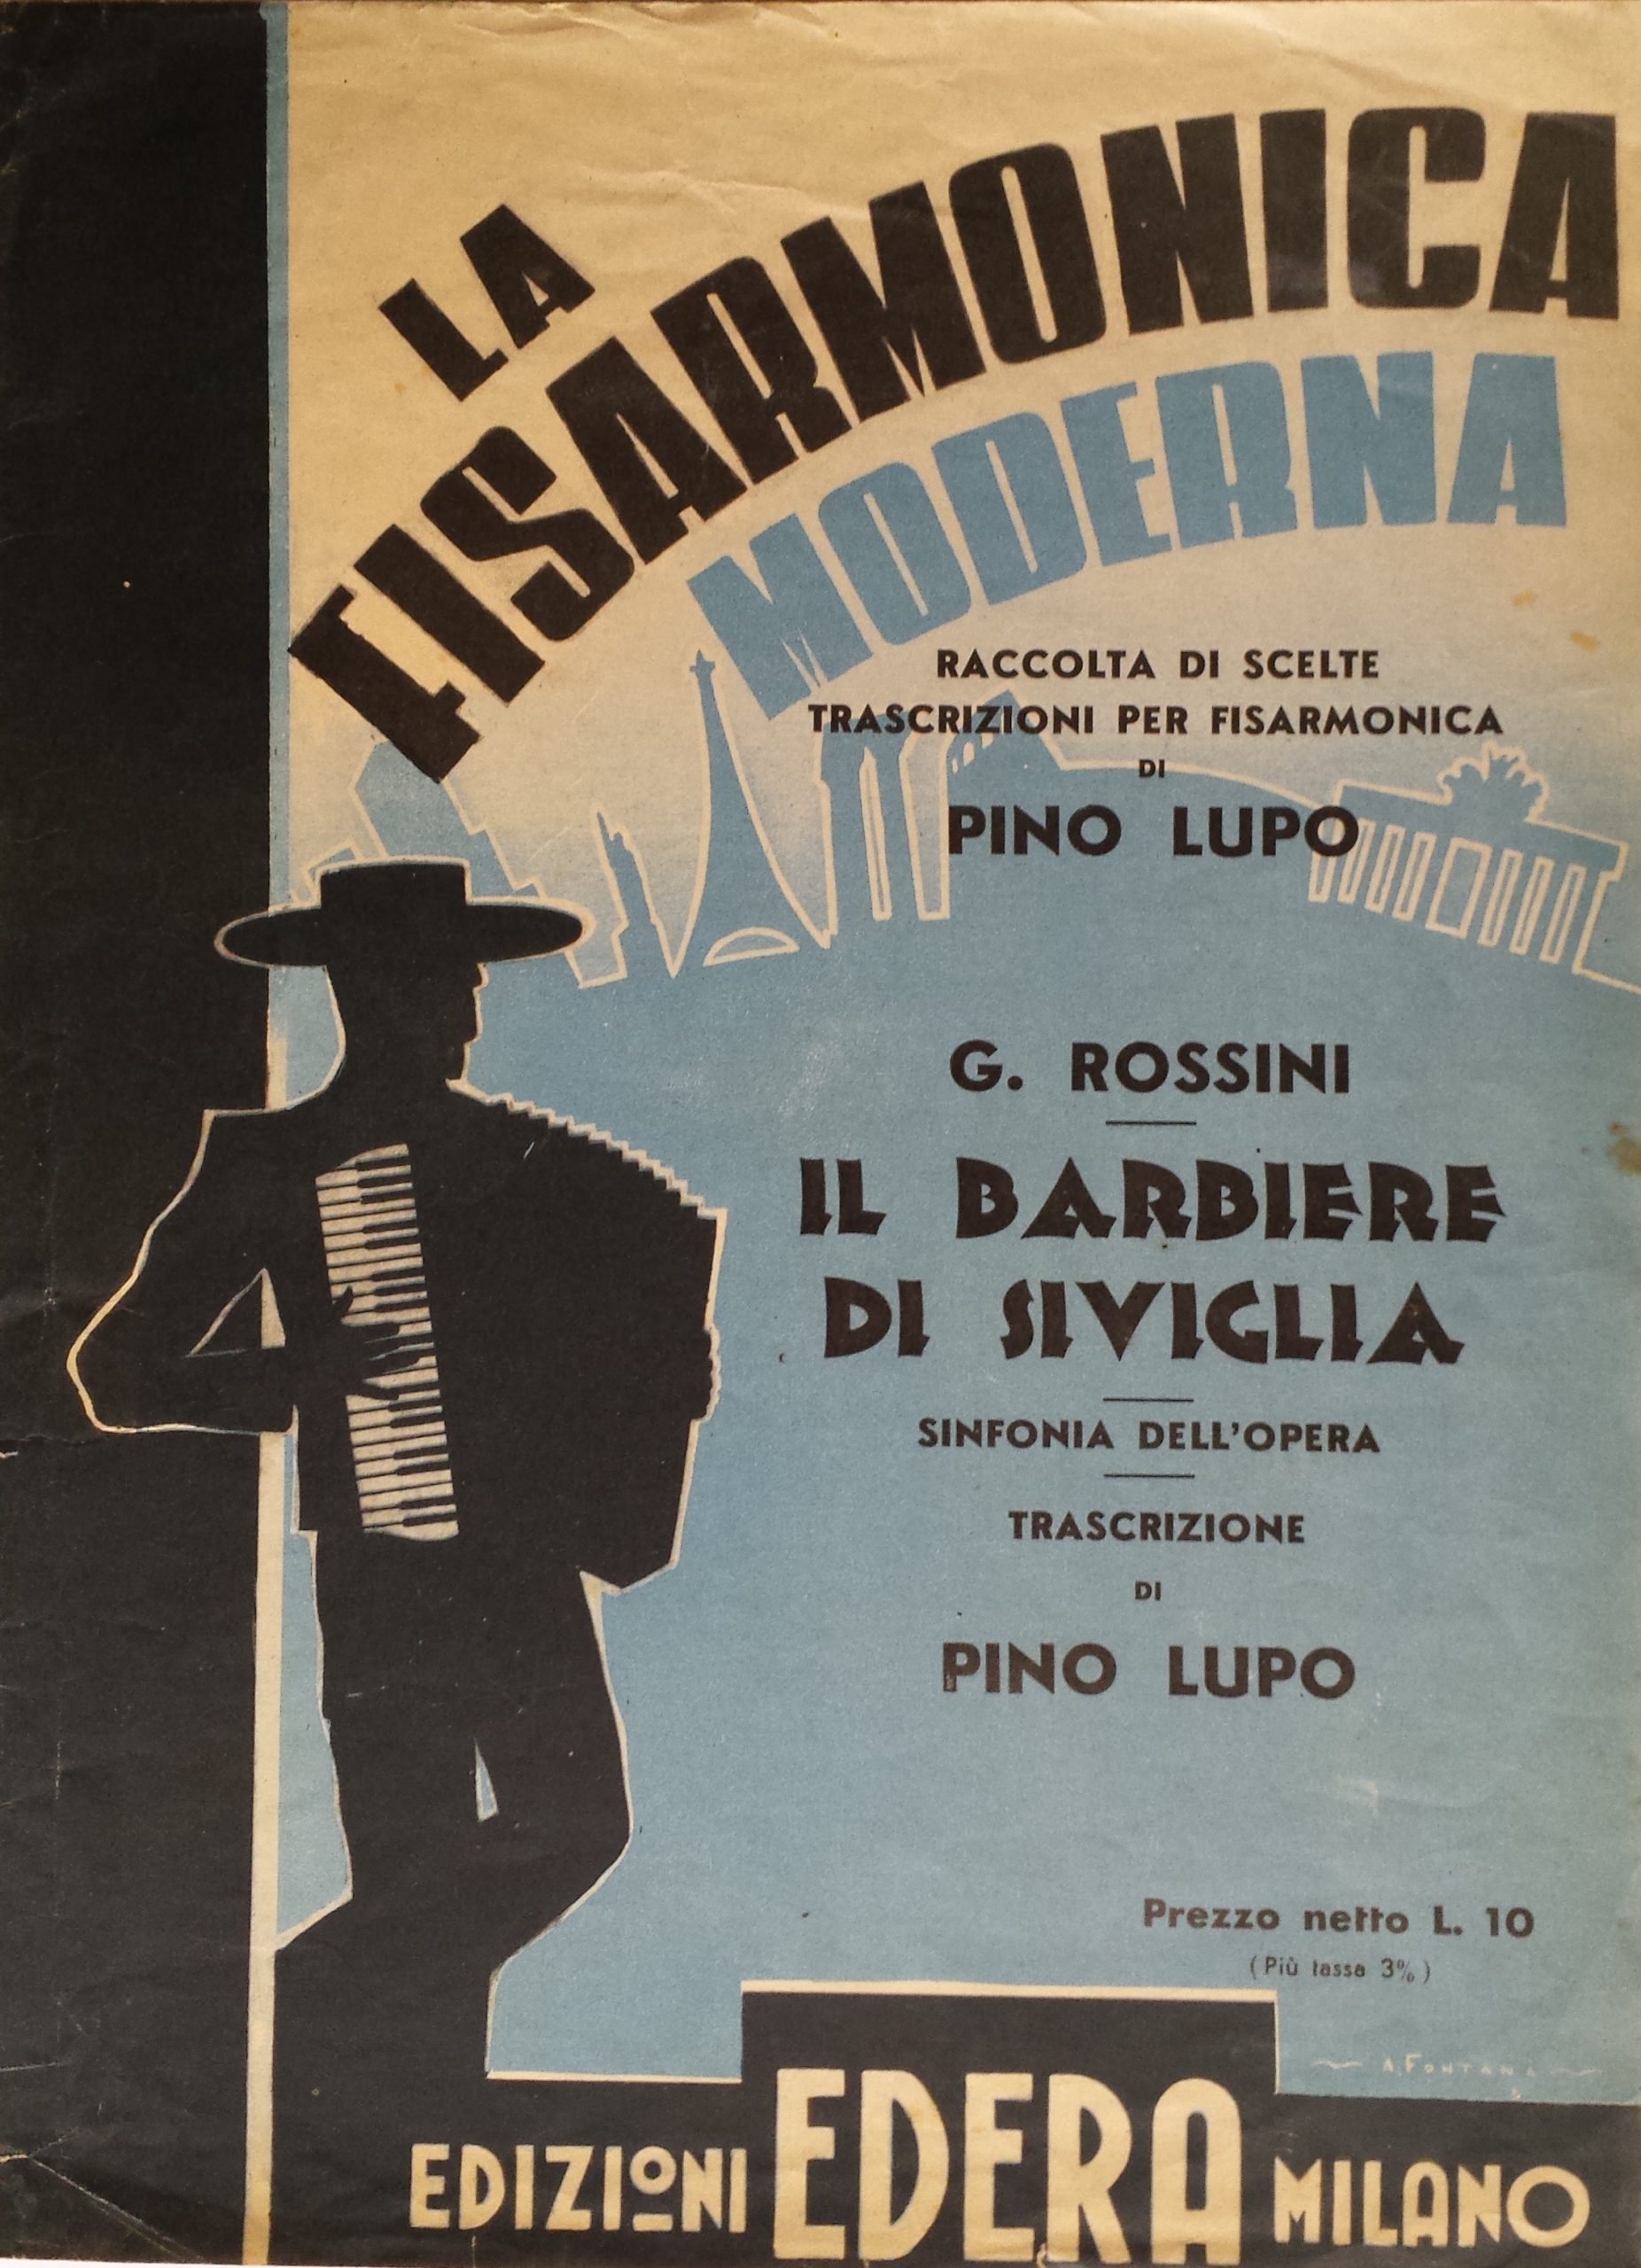 LA
FISARMONICA
MODERNA
RACCOLTA DI SCELTE
TRASCRIZIONI PER FISARMONICA
DI
PINO LUPO
G. ROSSINI
IL BARBIERE
DI SIVIGLIA
SINFONIA DELL'OPERA
TRASCRIZIONE
DI
PINO LUPO
Prezzo netto L. 10
(Più tassa 3%)
A. FONTANA
EDIZIONI EDERA MILANO